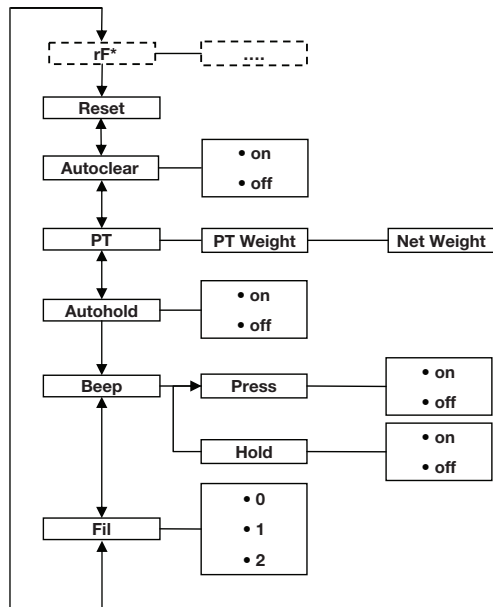 rF* ....
Reset
Autoclear
• on
• off
PT PT Weight Net Weight
Autohold
• on
• off
Beep Press
• on
• off
Hold
• on
• off
Fil
• 0
• 1
• 2